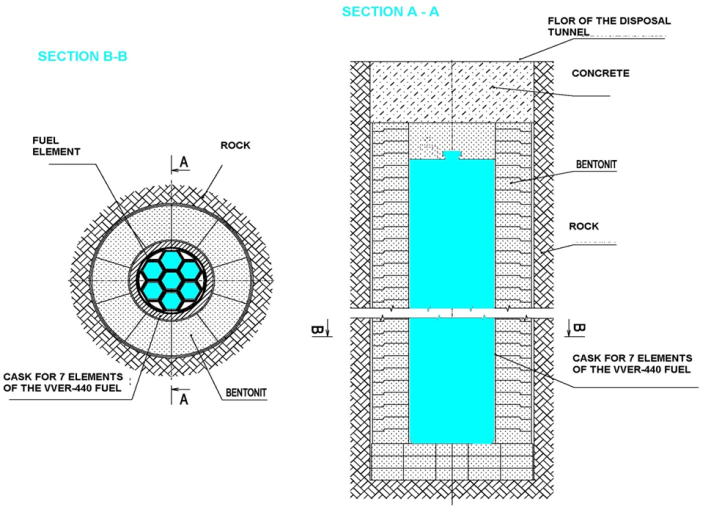 SECTION A - A
FLOR OF THE DISPOSAL
TUNNEL
CONCRETE
SECTION B-B
FUEL
ELEMENT
A
ROCK
BENTONIT
ROCK
B
B
CASK FOR 7 ELEMENTS
OF THE VVER-440 FUEL
CASK FOR 7 ELEMENTS
OF THE VVER-440 FUEL
A
BENTONIT